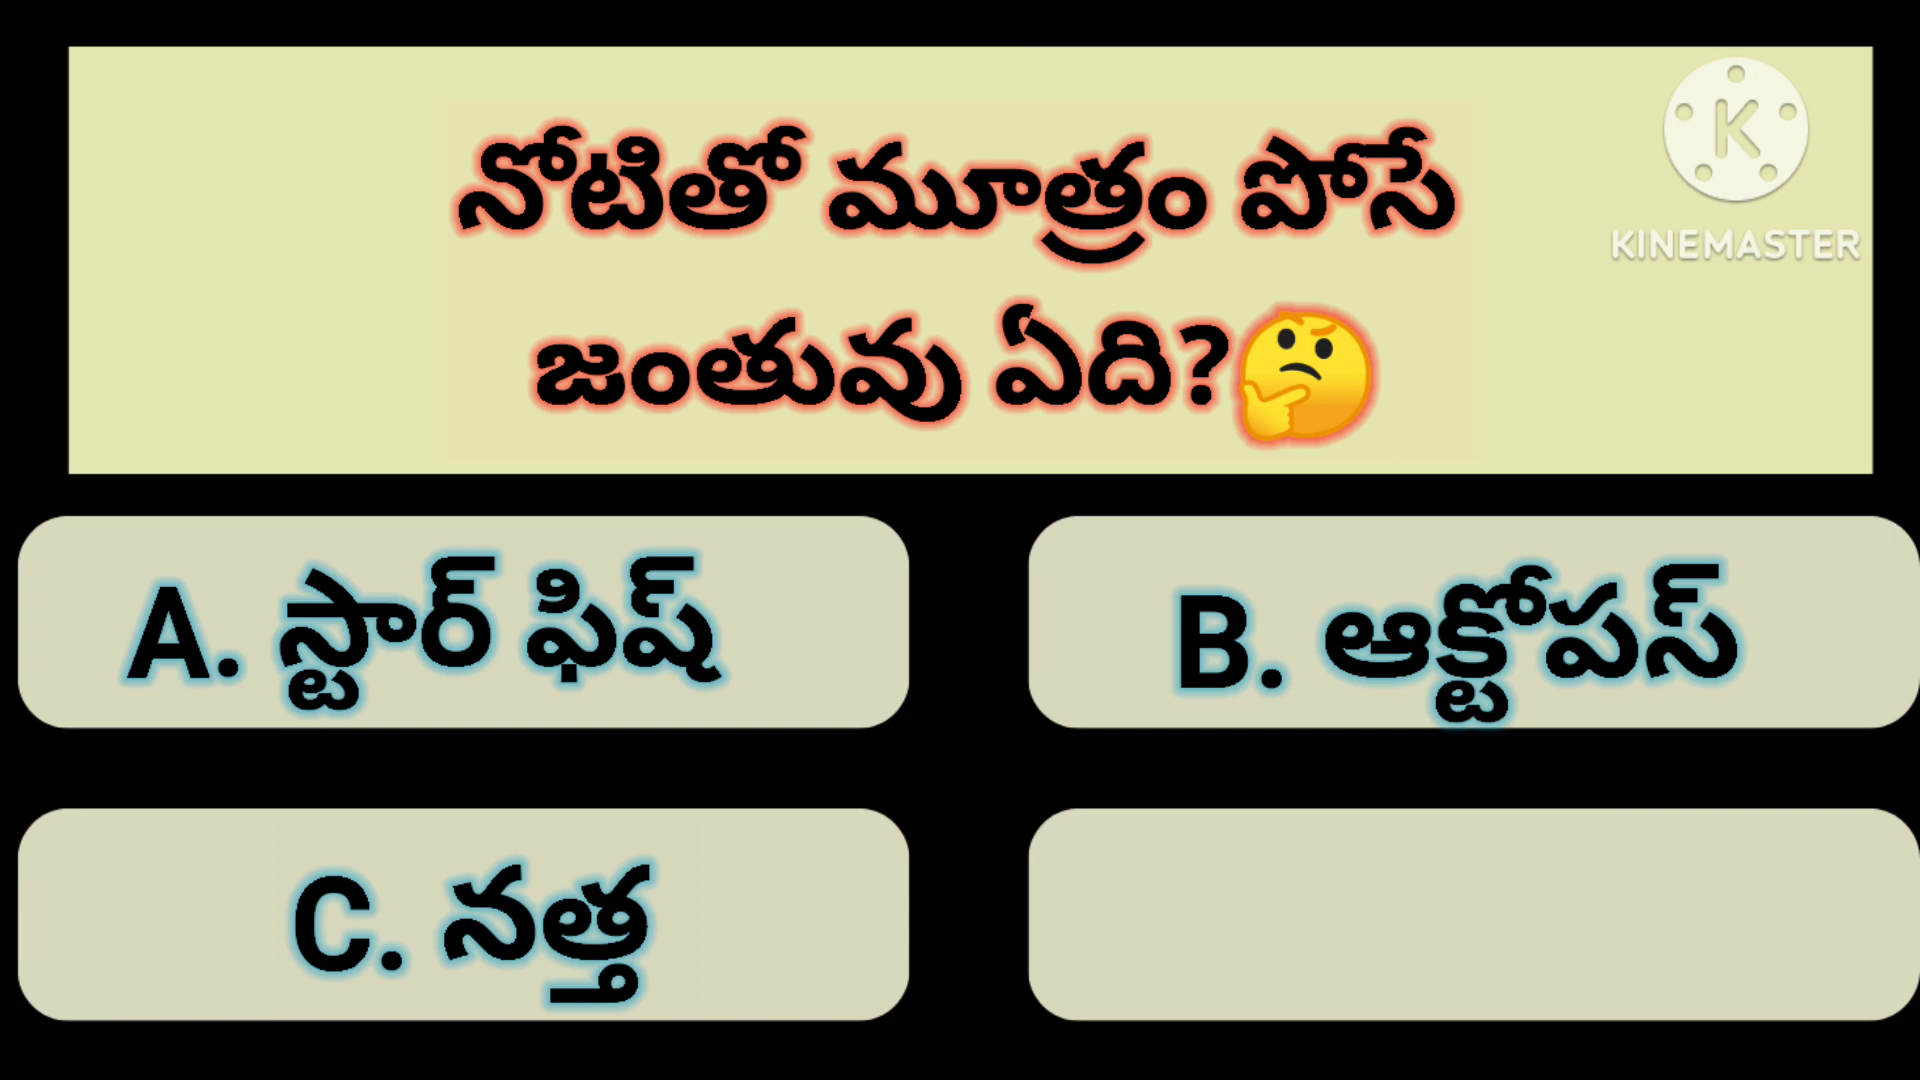 నోటితో మూత్రం పోసే
జంతువు ఏది?🤔
K
KINEMASTER
A. స్టార్ ఫిష్
B. ఆక్టోపస్
C. నత్త